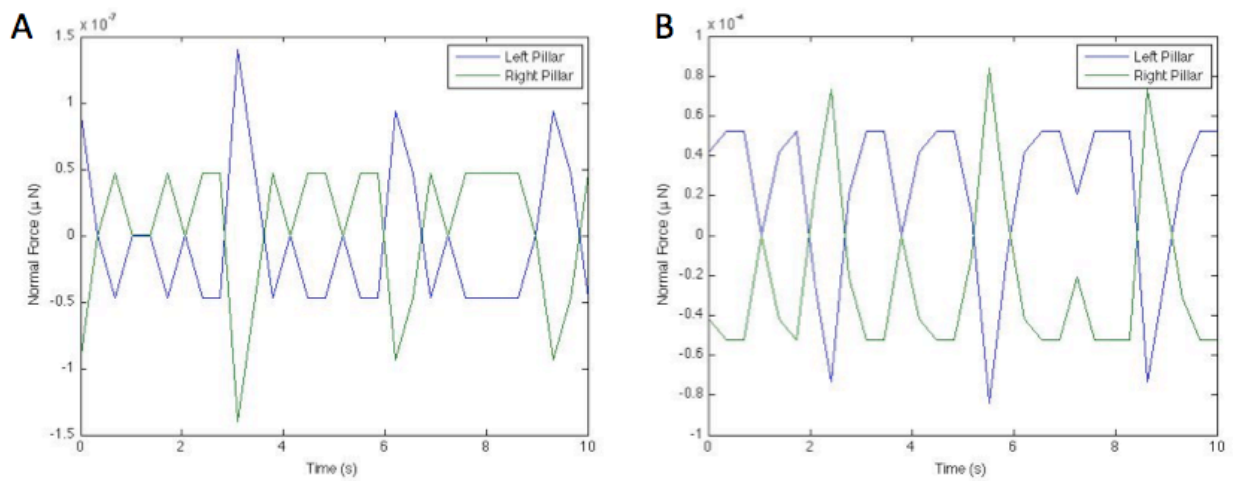 A
x 10⁻⁷
1.5
1
0.5
0
-0.5
-1
-1.5
Normal Force (μ N)
0
2
4
6
8
10
Time (s)
Left Pillar
Right Pillar
B
x 10⁻⁴
1
0.8
0.6
0.4
0.2
0
-0.2
-0.4
-0.6
-0.8
-1
Normal Force (μ N)
0
2
4
6
8
10
Time (s)
Left Pillar
Right Pillar